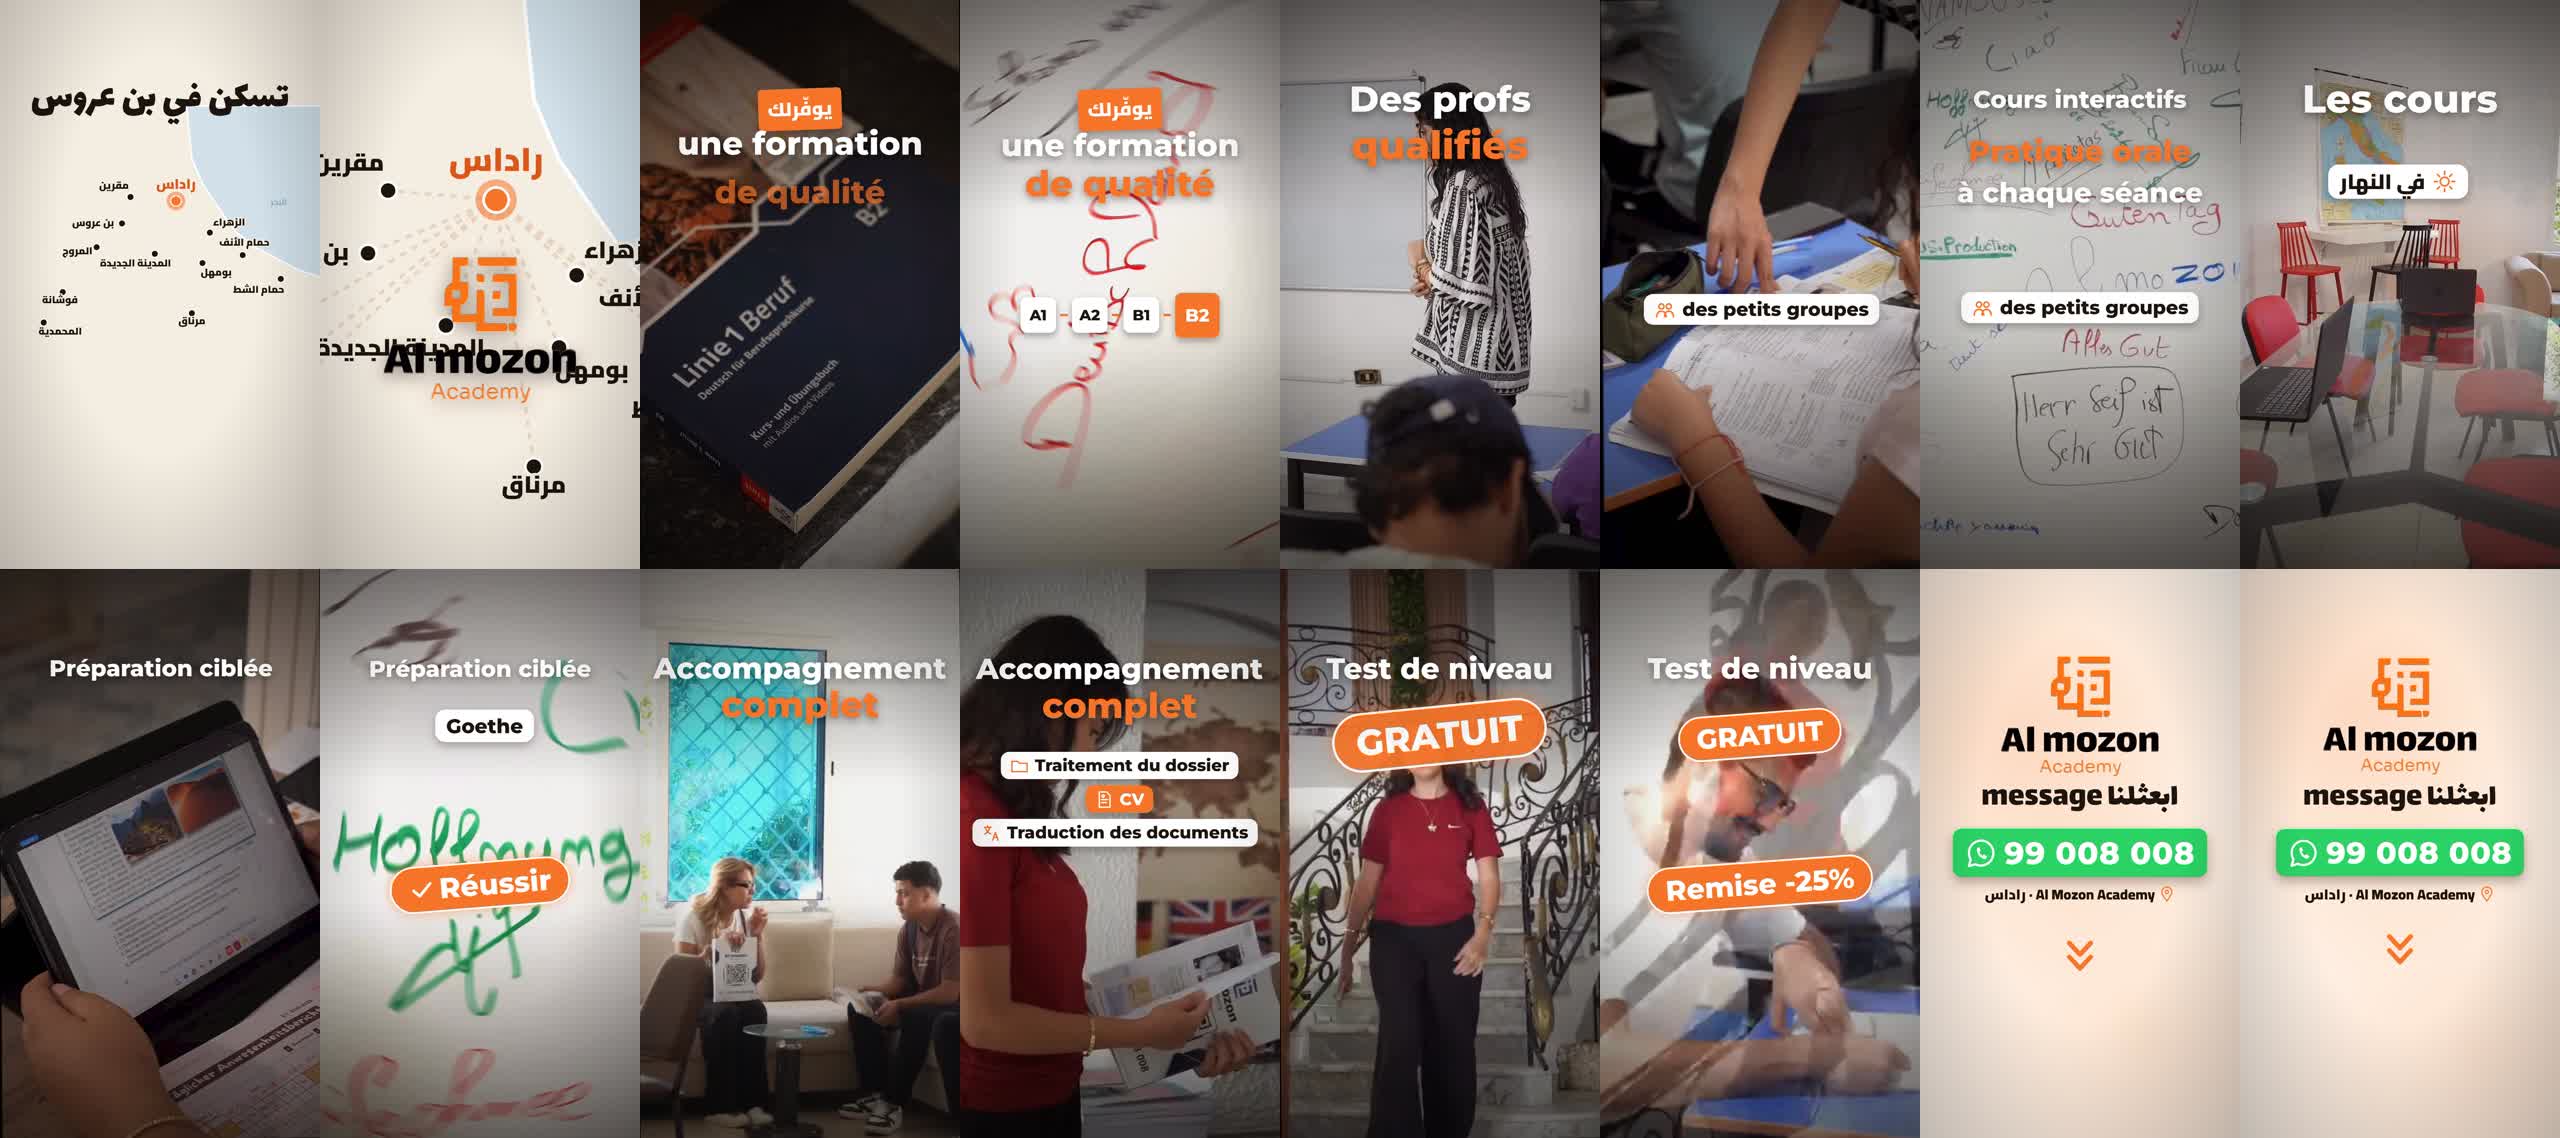 تسكن في بن عروس
مقرين
راداس
البحر
بن عروس
الزهراء
حمام الأنف
المروج
المدينة الجديدة
بومهل
حمام الشط
فوشانة
مرناق
المحمدية
مقرين
راداس
بن
زهراء
أنف
المدينة الجديدة
Al mozon
بومهل
Academy
مرناق
يوفّرلك
une formation
de qualité
B2
Linie 1 Beruf
Deutsch für Berufssprachkurse
Kurs- und Übungsbuch
mit Audios und Videos
يوفّرلك
une formation
de qualité
A1
A2
B1
B2
Des profs
qualifiés
des petits groupes
Ciao
Cours interactifs
Pratique orale
à chaque séance
Guten Tag
US-Production
Almozon
des petits groupes
Alles Gut
Herr Seif ist
Sehr Gut
Les cours
في النهار
Préparation ciblée
äglicher Anwesenheitsbericht
Préparation ciblée
Goethe
Hoffnung
Réussir
Accompagnement
complet
Accompagnement
complet
Traitement du dossier
CV
Traduction des documents
Test de niveau
GRATUIT
Test de niveau
GRATUIT
Remise -25%
Al mozon
Academy
ابعثلنا message
99 008 008
راداس · Al Mozon Academy
Al mozon
Academy
ابعثلنا message
99 008 008
راداس · Al Mozon Academy